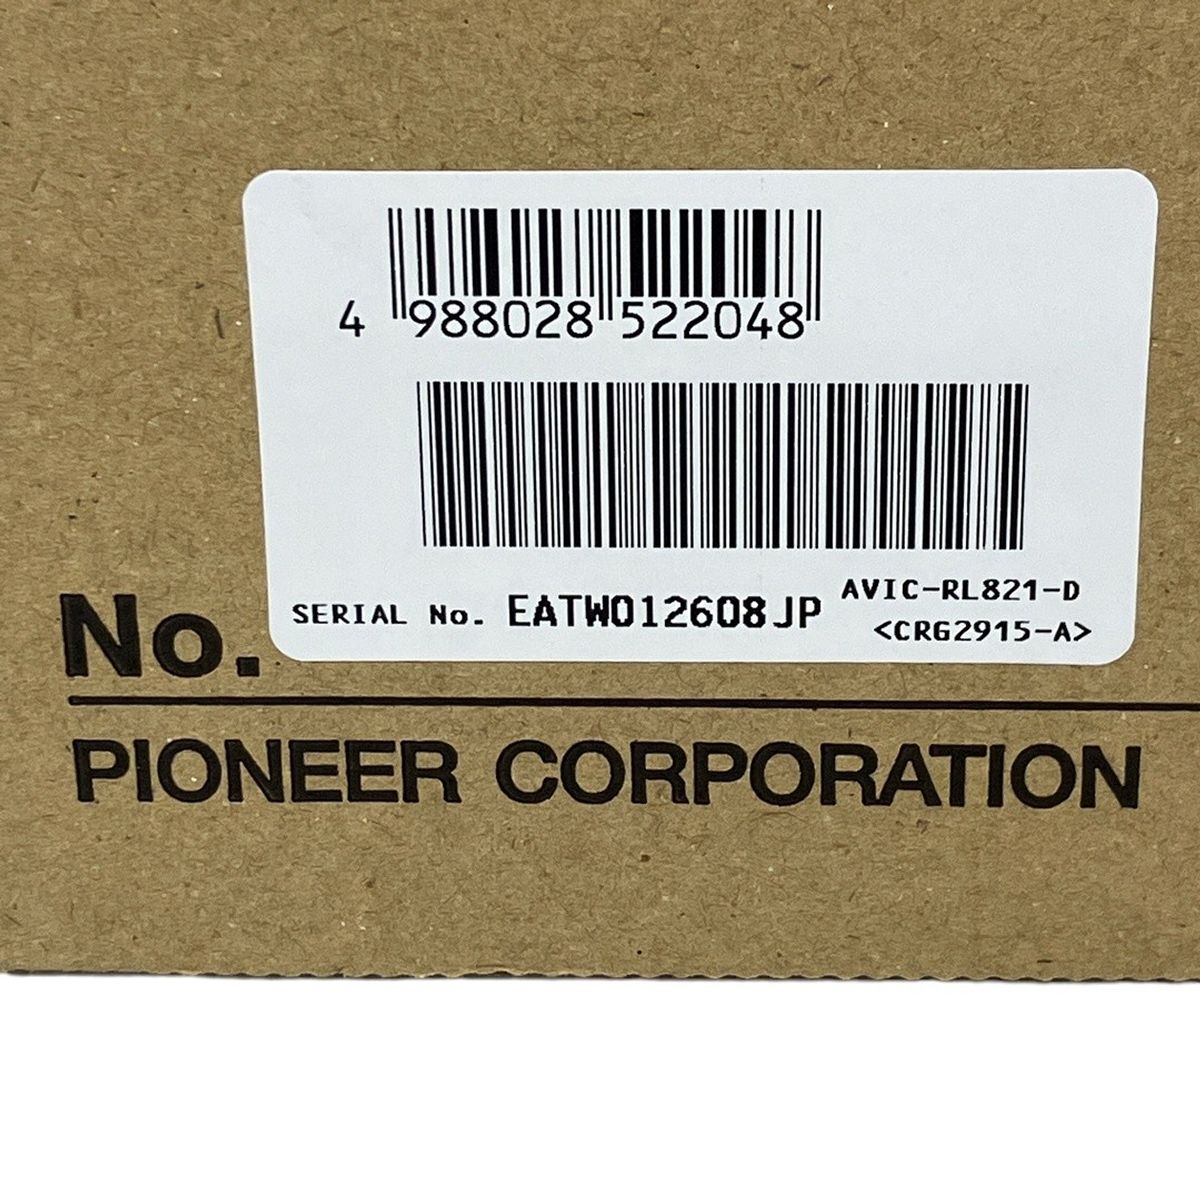 4 988028 522048
SERIAL No. EATW012608JP
AVIC-RL821-D
<CRG2915-A>
No.
PIONEER CORPORATION